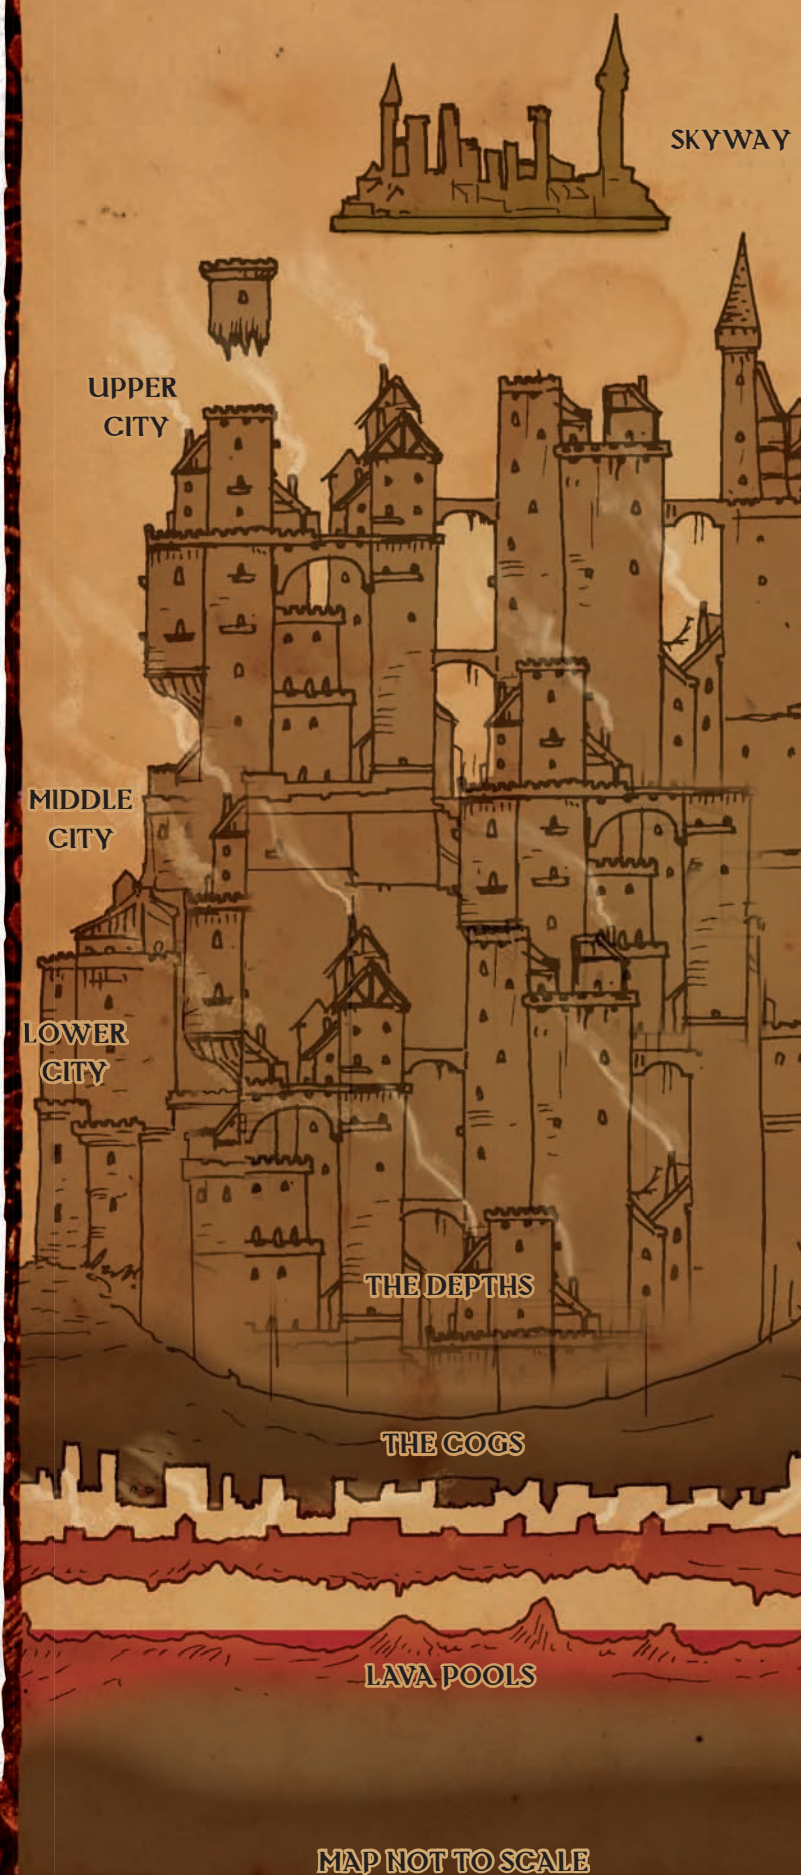 SKYWAY
UPPER
CITY
MIDDLE
CITY
LOWER
CITY
THE DEPTHS
THE COGS
LAVA POOLS
MAP NOT TO SCALE